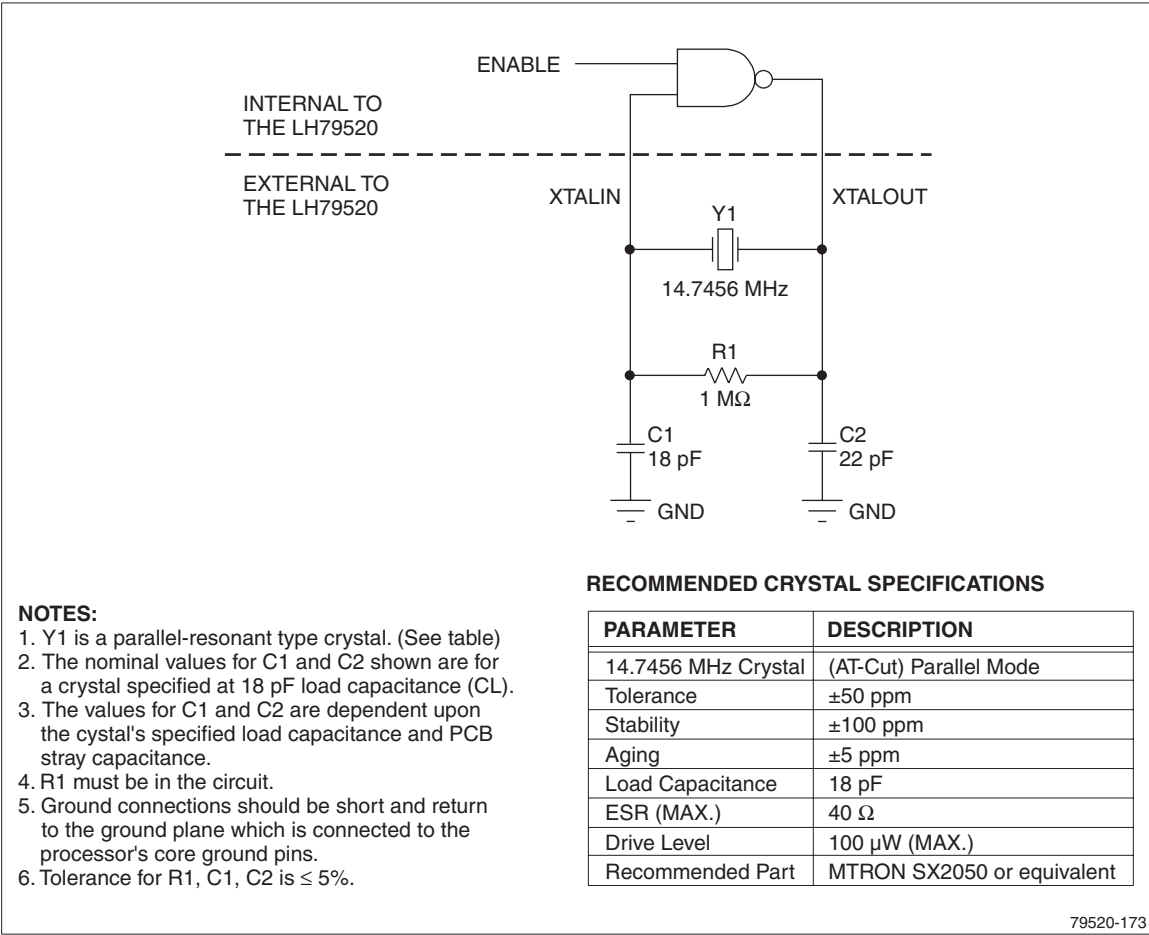 ENABLE
INTERNAL TO
THE LH79520
EXTERNAL TO
THE LH79520
XTALIN
XTALOUT
Y1
14.7456 MHz
R1
1 MΩ
C1
18 pF
C2
22 pF
GND
GND
NOTES:
1. Y1 is a parallel-resonant type crystal. (See table)
2. The nominal values for C1 and C2 shown are for
a crystal specified at 18 pF load capacitance (CL).
3. The values for C1 and C2 are dependent upon
the cystal's specified load capacitance and PCB
stray capacitance.
4. R1 must be in the circuit.
5. Ground connections should be short and return
to the ground plane which is connected to the
processor's core ground pins.
6. Tolerance for R1, C1, C2 is ≤ 5%.
RECOMMENDED CRYSTAL SPECIFICATIONS
PARAMETER DESCRIPTION
14.7456 MHz Crystal (AT-Cut) Parallel Mode
Tolerance ±50 ppm
Stability ±100 ppm
Aging ±5 ppm
Load Capacitance 18 pF
ESR (MAX.) 40 Ω
Drive Level 100 µW (MAX.)
Recommended Part MTRON SX2050 or equivalent
79520-173